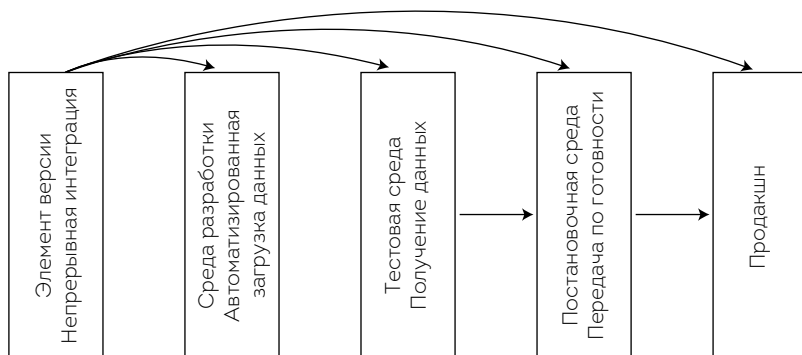 Элемент версии
Непрерывная интеграция
Среда разработки
Автоматизированная
загрузка данных
Тестовая среда
Получение данных
Постановочная среда
Передача по готовности
Продакшн